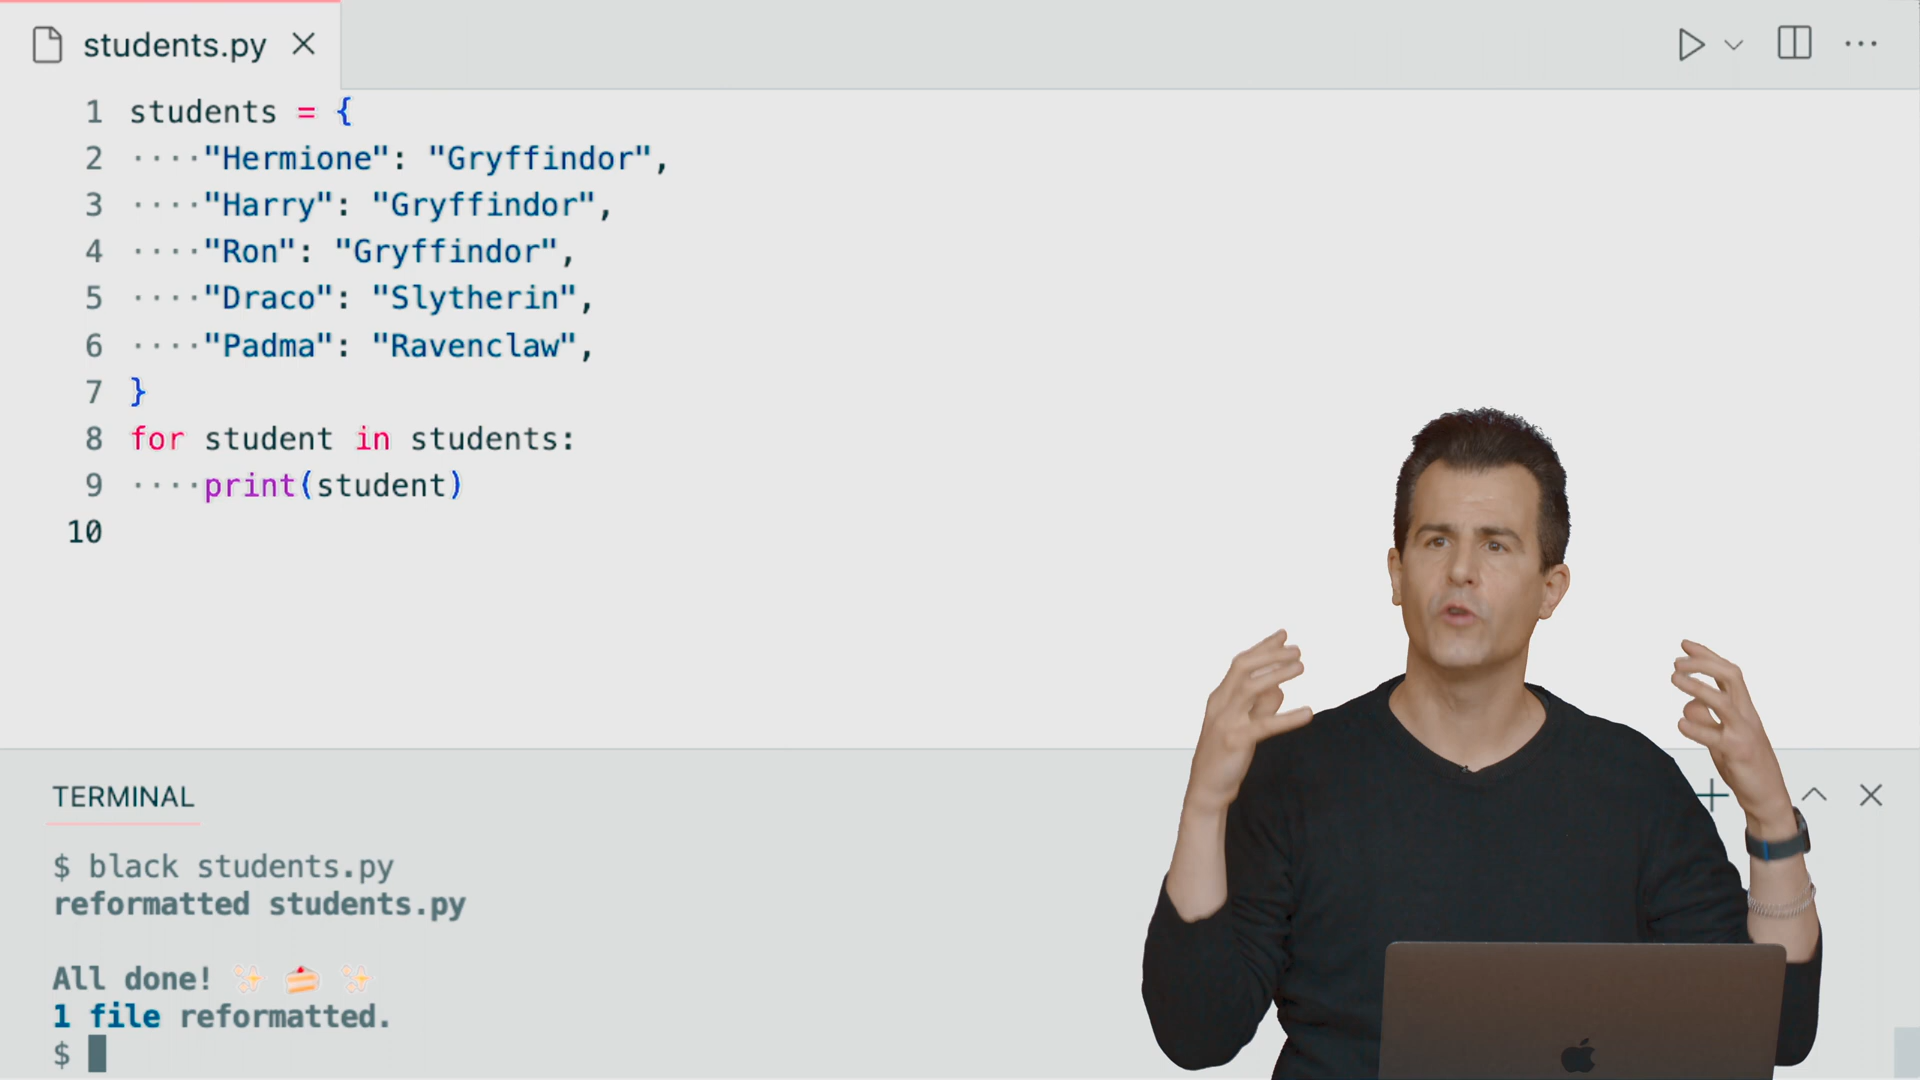 students.py
1 students = {
2 ····"Hermione": "Gryffindor",
3 ····"Harry": "Gryffindor",
4 ····"Ron": "Gryffindor",
5 ····"Draco": "Slytherin",
6 ····"Padma": "Ravenclaw",
7 }
8 for student in students:
9 ····print(student)
10
TERMINAL
$ black students.py
reformatted students.py
All done! ✨ 🍰 ✨
1 file reformatted.
$